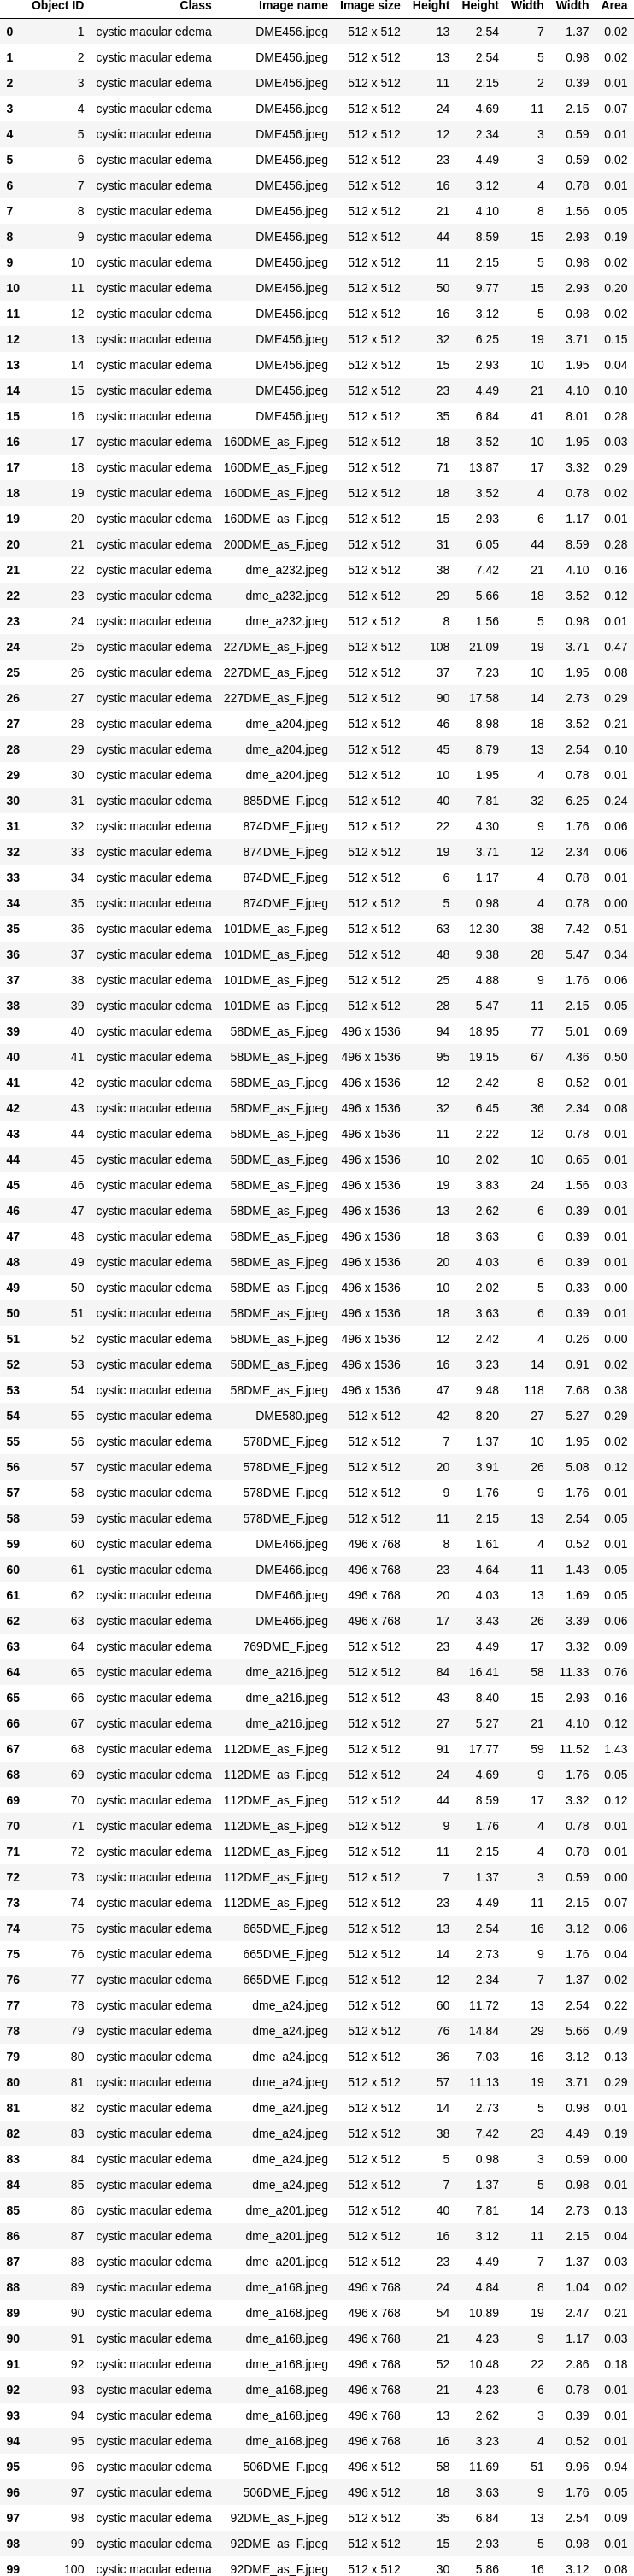 Object ID Class Image name Image size Height Height Width Width Area
0 1 cystic macular edema DME456.jpeg 512 x 512 13 2.54 7 1.37 0.02
1 2 cystic macular edema DME456.jpeg 512 x 512 13 2.54 5 0.98 0.02
2 3 cystic macular edema DME456.jpeg 512 x 512 11 2.15 2 0.39 0.01
3 4 cystic macular edema DME456.jpeg 512 x 512 24 4.69 11 2.15 0.07
4 5 cystic macular edema DME456.jpeg 512 x 512 12 2.34 3 0.59 0.01
5 6 cystic macular edema DME456.jpeg 512 x 512 23 4.49 3 0.59 0.02
6 7 cystic macular edema DME456.jpeg 512 x 512 16 3.12 4 0.78 0.01
7 8 cystic macular edema DME456.jpeg 512 x 512 21 4.10 8 1.56 0.05
8 9 cystic macular edema DME456.jpeg 512 x 512 44 8.59 15 2.93 0.19
9 10 cystic macular edema DME456.jpeg 512 x 512 11 2.15 5 0.98 0.02
10 11 cystic macular edema DME456.jpeg 512 x 512 50 9.77 15 2.93 0.20
11 12 cystic macular edema DME456.jpeg 512 x 512 16 3.12 5 0.98 0.02
12 13 cystic macular edema DME456.jpeg 512 x 512 32 6.25 19 3.71 0.15
13 14 cystic macular edema DME456.jpeg 512 x 512 15 2.93 10 1.95 0.04
14 15 cystic macular edema DME456.jpeg 512 x 512 23 4.49 21 4.10 0.10
15 16 cystic macular edema DME456.jpeg 512 x 512 35 6.84 41 8.01 0.28
16 17 cystic macular edema 160DME_as_F.jpeg 512 x 512 18 3.52 10 1.95 0.03
17 18 cystic macular edema 160DME_as_F.jpeg 512 x 512 71 13.87 17 3.32 0.29
18 19 cystic macular edema 160DME_as_F.jpeg 512 x 512 18 3.52 4 0.78 0.02
19 20 cystic macular edema 160DME_as_F.jpeg 512 x 512 15 2.93 6 1.17 0.01
20 21 cystic macular edema 200DME_as_F.jpeg 512 x 512 31 6.05 44 8.59 0.28
21 22 cystic macular edema dme_a232.jpeg 512 x 512 38 7.42 21 4.10 0.16
22 23 cystic macular edema dme_a232.jpeg 512 x 512 29 5.66 18 3.52 0.12
23 24 cystic macular edema dme_a232.jpeg 512 x 512 8 1.56 5 0.98 0.01
24 25 cystic macular edema 227DME_as_F.jpeg 512 x 512 108 21.09 19 3.71 0.47
25 26 cystic macular edema 227DME_as_F.jpeg 512 x 512 37 7.23 10 1.95 0.08
26 27 cystic macular edema 227DME_as_F.jpeg 512 x 512 90 17.58 14 2.73 0.29
27 28 cystic macular edema dme_a204.jpeg 512 x 512 46 8.98 18 3.52 0.21
28 29 cystic macular edema dme_a204.jpeg 512 x 512 45 8.79 13 2.54 0.10
29 30 cystic macular edema dme_a204.jpeg 512 x 512 10 1.95 4 0.78 0.01
30 31 cystic macular edema 885DME_F.jpeg 512 x 512 40 7.81 32 6.25 0.24
31 32 cystic macular edema 874DME_F.jpeg 512 x 512 22 4.30 9 1.76 0.06
32 33 cystic macular edema 874DME_F.jpeg 512 x 512 19 3.71 12 2.34 0.06
33 34 cystic macular edema 874DME_F.jpeg 512 x 512 6 1.17 4 0.78 0.01
34 35 cystic macular edema 874DME_F.jpeg 512 x 512 5 0.98 4 0.78 0.00
35 36 cystic macular edema 101DME_as_F.jpeg 512 x 512 63 12.30 38 7.42 0.51
36 37 cystic macular edema 101DME_as_F.jpeg 512 x 512 48 9.38 28 5.47 0.34
37 38 cystic macular edema 101DME_as_F.jpeg 512 x 512 25 4.88 9 1.76 0.06
38 39 cystic macular edema 101DME_as_F.jpeg 512 x 512 28 5.47 11 2.15 0.05
39 40 cystic macular edema 58DME_as_F.jpeg 496 x 1536 94 18.95 77 5.01 0.69
40 41 cystic macular edema 58DME_as_F.jpeg 496 x 1536 95 19.15 67 4.36 0.50
41 42 cystic macular edema 58DME_as_F.jpeg 496 x 1536 12 2.42 8 0.52 0.01
42 43 cystic macular edema 58DME_as_F.jpeg 496 x 1536 32 6.45 36 2.34 0.08
43 44 cystic macular edema 58DME_as_F.jpeg 496 x 1536 11 2.22 12 0.78 0.01
44 45 cystic macular edema 58DME_as_F.jpeg 496 x 1536 10 2.02 10 0.65 0.01
45 46 cystic macular edema 58DME_as_F.jpeg 496 x 1536 19 3.83 24 1.56 0.03
46 47 cystic macular edema 58DME_as_F.jpeg 496 x 1536 13 2.62 6 0.39 0.01
47 48 cystic macular edema 58DME_as_F.jpeg 496 x 1536 18 3.63 6 0.39 0.01
48 49 cystic macular edema 58DME_as_F.jpeg 496 x 1536 20 4.03 6 0.39 0.01
49 50 cystic macular edema 58DME_as_F.jpeg 496 x 1536 10 2.02 5 0.33 0.00
50 51 cystic macular edema 58DME_as_F.jpeg 496 x 1536 18 3.63 6 0.39 0.01
51 52 cystic macular edema 58DME_as_F.jpeg 496 x 1536 12 2.42 4 0.26 0.00
52 53 cystic macular edema 58DME_as_F.jpeg 496 x 1536 16 3.23 14 0.91 0.02
53 54 cystic macular edema 58DME_as_F.jpeg 496 x 1536 47 9.48 118 7.68 0.38
54 55 cystic macular edema DME580.jpeg 512 x 512 42 8.20 27 5.27 0.29
55 56 cystic macular edema 578DME_F.jpeg 512 x 512 7 1.37 10 1.95 0.02
56 57 cystic macular edema 578DME_F.jpeg 512 x 512 20 3.91 26 5.08 0.12
57 58 cystic macular edema 578DME_F.jpeg 512 x 512 9 1.76 9 1.76 0.01
58 59 cystic macular edema 578DME_F.jpeg 512 x 512 11 2.15 13 2.54 0.05
59 60 cystic macular edema DME466.jpeg 496 x 768 8 1.61 4 0.52 0.01
60 61 cystic macular edema DME466.jpeg 496 x 768 23 4.64 11 1.43 0.05
61 62 cystic macular edema DME466.jpeg 496 x 768 20 4.03 13 1.69 0.05
62 63 cystic macular edema DME466.jpeg 496 x 768 17 3.43 26 3.39 0.06
63 64 cystic macular edema 769DME_F.jpeg 512 x 512 23 4.49 17 3.32 0.09
64 65 cystic macular edema dme_a216.jpeg 512 x 512 84 16.41 58 11.33 0.76
65 66 cystic macular edema dme_a216.jpeg 512 x 512 43 8.40 15 2.93 0.16
66 67 cystic macular edema dme_a216.jpeg 512 x 512 27 5.27 21 4.10 0.12
67 68 cystic macular edema 112DME_as_F.jpeg 512 x 512 91 17.77 59 11.52 1.43
68 69 cystic macular edema 112DME_as_F.jpeg 512 x 512 24 4.69 9 1.76 0.05
69 70 cystic macular edema 112DME_as_F.jpeg 512 x 512 44 8.59 17 3.32 0.12
70 71 cystic macular edema 112DME_as_F.jpeg 512 x 512 9 1.76 4 0.78 0.01
71 72 cystic macular edema 112DME_as_F.jpeg 512 x 512 11 2.15 4 0.78 0.01
72 73 cystic macular edema 112DME_as_F.jpeg 512 x 512 7 1.37 3 0.59 0.00
73 74 cystic macular edema 112DME_as_F.jpeg 512 x 512 23 4.49 11 2.15 0.07
74 75 cystic macular edema 665DME_F.jpeg 512 x 512 13 2.54 16 3.12 0.06
75 76 cystic macular edema 665DME_F.jpeg 512 x 512 14 2.73 9 1.76 0.04
76 77 cystic macular edema 665DME_F.jpeg 512 x 512 12 2.34 7 1.37 0.02
77 78 cystic macular edema dme_a24.jpeg 512 x 512 60 11.72 13 2.54 0.22
78 79 cystic macular edema dme_a24.jpeg 512 x 512 76 14.84 29 5.66 0.49
79 80 cystic macular edema dme_a24.jpeg 512 x 512 36 7.03 16 3.12 0.13
80 81 cystic macular edema dme_a24.jpeg 512 x 512 57 11.13 19 3.71 0.29
81 82 cystic macular edema dme_a24.jpeg 512 x 512 14 2.73 5 0.98 0.01
82 83 cystic macular edema dme_a24.jpeg 512 x 512 38 7.42 23 4.49 0.19
83 84 cystic macular edema dme_a24.jpeg 512 x 512 5 0.98 3 0.59 0.00
84 85 cystic macular edema dme_a24.jpeg 512 x 512 7 1.37 5 0.98 0.01
85 86 cystic macular edema dme_a201.jpeg 512 x 512 40 7.81 14 2.73 0.13
86 87 cystic macular edema dme_a201.jpeg 512 x 512 16 3.12 11 2.15 0.04
87 88 cystic macular edema dme_a201.jpeg 512 x 512 23 4.49 7 1.37 0.03
88 89 cystic macular edema dme_a168.jpeg 496 x 768 24 4.84 8 1.04 0.02
89 90 cystic macular edema dme_a168.jpeg 496 x 768 54 10.89 19 2.47 0.21
90 91 cystic macular edema dme_a168.jpeg 496 x 768 21 4.23 9 1.17 0.03
91 92 cystic macular edema dme_a168.jpeg 496 x 768 52 10.48 22 2.86 0.18
92 93 cystic macular edema dme_a168.jpeg 496 x 768 21 4.23 6 0.78 0.01
93 94 cystic macular edema dme_a168.jpeg 496 x 768 13 2.62 3 0.39 0.01
94 95 cystic macular edema dme_a168.jpeg 496 x 768 16 3.23 4 0.52 0.01
95 96 cystic macular edema 506DME_F.jpeg 496 x 512 58 11.69 51 9.96 0.94
96 97 cystic macular edema 506DME_F.jpeg 496 x 512 18 3.63 9 1.76 0.05
97 98 cystic macular edema 92DME_as_F.jpeg 512 x 512 35 6.84 13 2.54 0.09
98 99 cystic macular edema 92DME_as_F.jpeg 512 x 512 15 2.93 5 0.98 0.01
99 100 cystic macular edema 92DME_as_F.jpeg 512 x 512 30 5.86 16 3.12 0.08